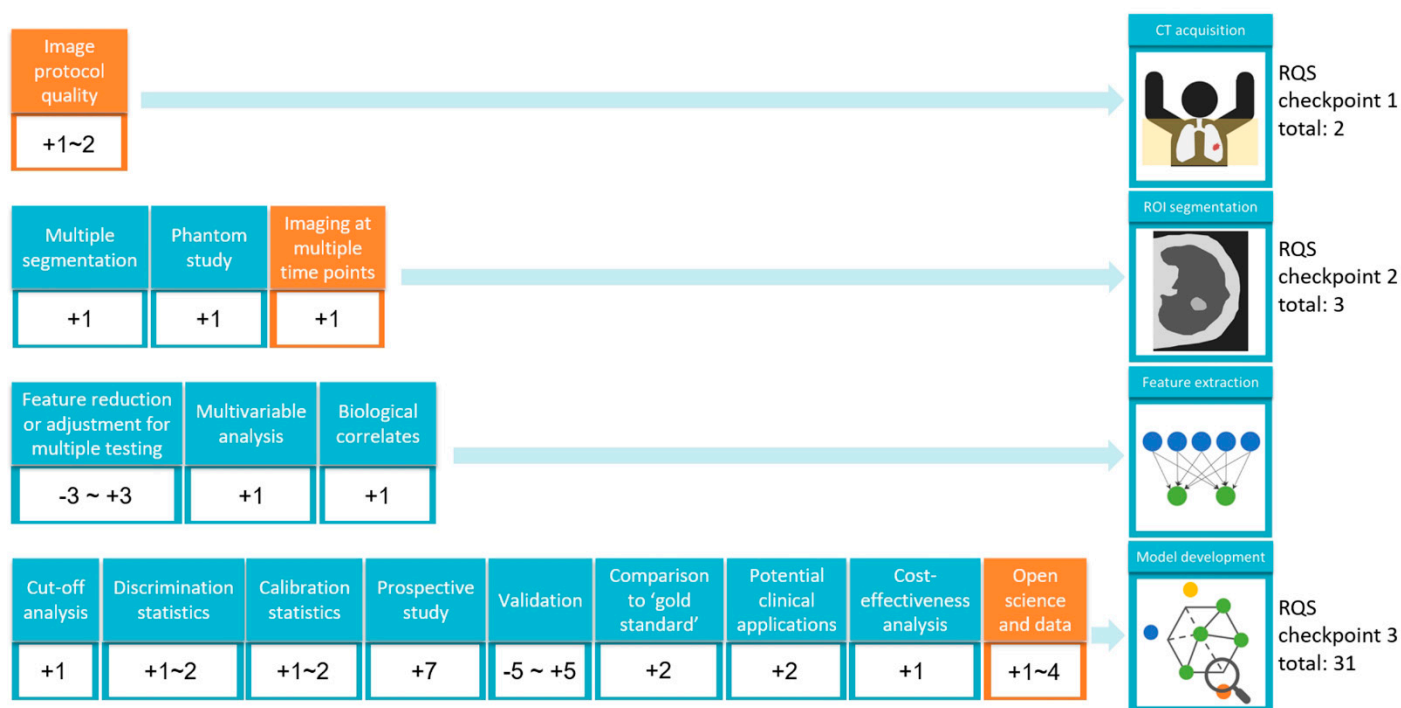 Image
protocol
quality
+1~2
CT acquisition
RQS
checkpoint 1
total: 2
Multiple
segmentation
+1
Phantom
study
+1
Imaging at
multiple
time points
+1
ROI segmentation
RQS
checkpoint 2
total: 3
Feature reduction
or adjustment for
multiple testing
-3 ~ +3
Multivariable
analysis
+1
Biological
correlates
+1
Feature extraction
Cut-off
analysis
+1
Discrimination
statistics
+1~2
Calibration
statistics
+1~2
Prospective
study
+7
Validation
-5 ~ +5
Comparison
to ‘gold
standard’
+2
Potential
clinical
applications
+2
Cost-
effectiveness
analysis
+1
Open
science
and data
+1~4
Model development
RQS
checkpoint 3
total: 31